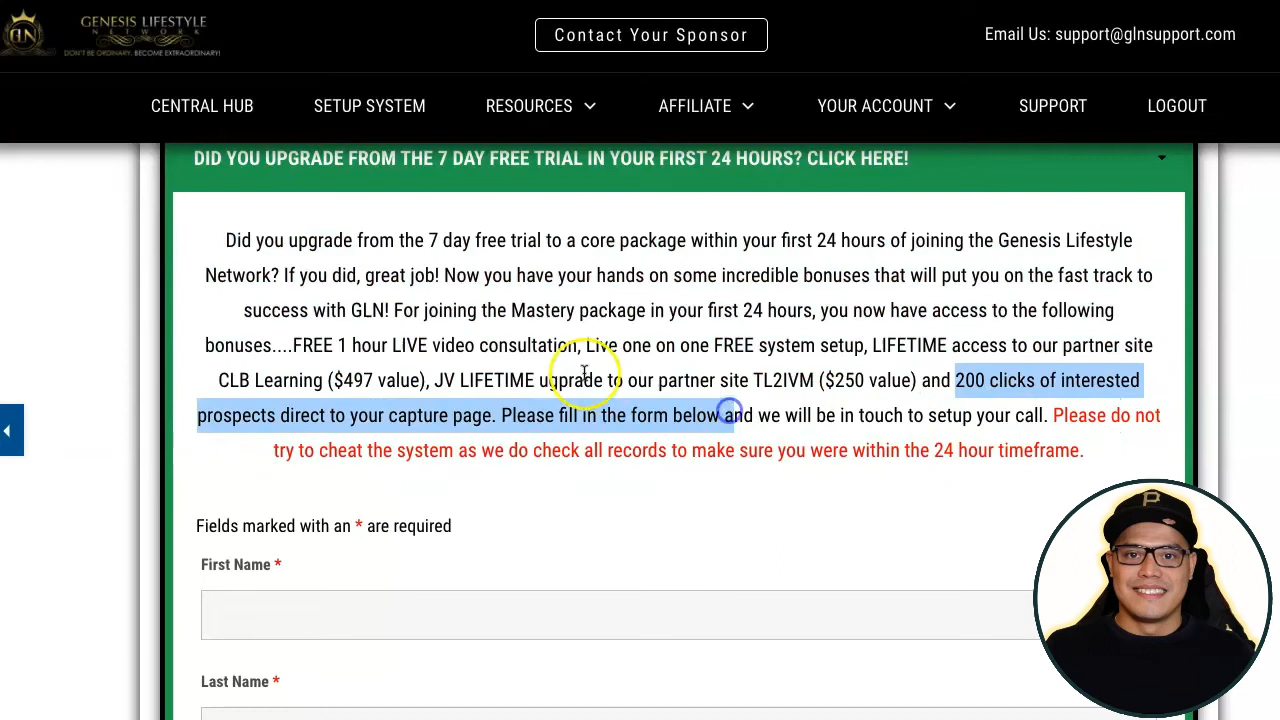 GN
GENESIS LIFESTYLE
NETWORK
DON'T BE ORDINARY. BECOME EXTRAORDINARY!
Contact Your Sponsor
Email Us: support@glnsupport.com
CENTRAL HUB
SETUP SYSTEM
RESOURCES
AFFILIATE
YOUR ACCOUNT
SUPPORT
LOGOUT
DID YOU UPGRADE FROM THE 7 DAY FREE TRIAL IN YOUR FIRST 24 HOURS? CLICK HERE!
Did you upgrade from the 7 day free trial to a core package within your first 24 hours of joining the Genesis Lifestyle
Network? If you did, great job! Now you have your hands on some incredible bonuses that will put you on the fast track to
success with GLN! For joining the Mastery package in your first 24 hours, you now have access to the following
bonuses....FREE 1 hour LIVE video consultation, Live one on one FREE system setup, LIFETIME access to our partner site
CLB Learning ($497 value), JV LIFETIME uprade to our partner site TL2IVM ($250 value) and 200 clicks of interested
prospects direct to your capture page. Please fill in the form below and we will be in touch to setup your call. Please do not
try to cheat the system as we do check all records to make sure you were within the 24 hour timeframe.
Fields marked with an * are required
First Name *
Last Name *
P